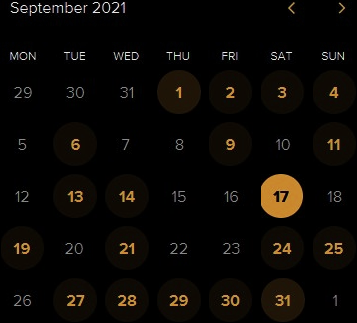 September 2021
MON TUE WED THU FRI SAT SUN
29 30 31 1 2 3 4
5 6 7 8 9 10 11
12 13 14 15 16 17 18
19 20 21 22 23 24 25
26 27 28 29 30 31 1